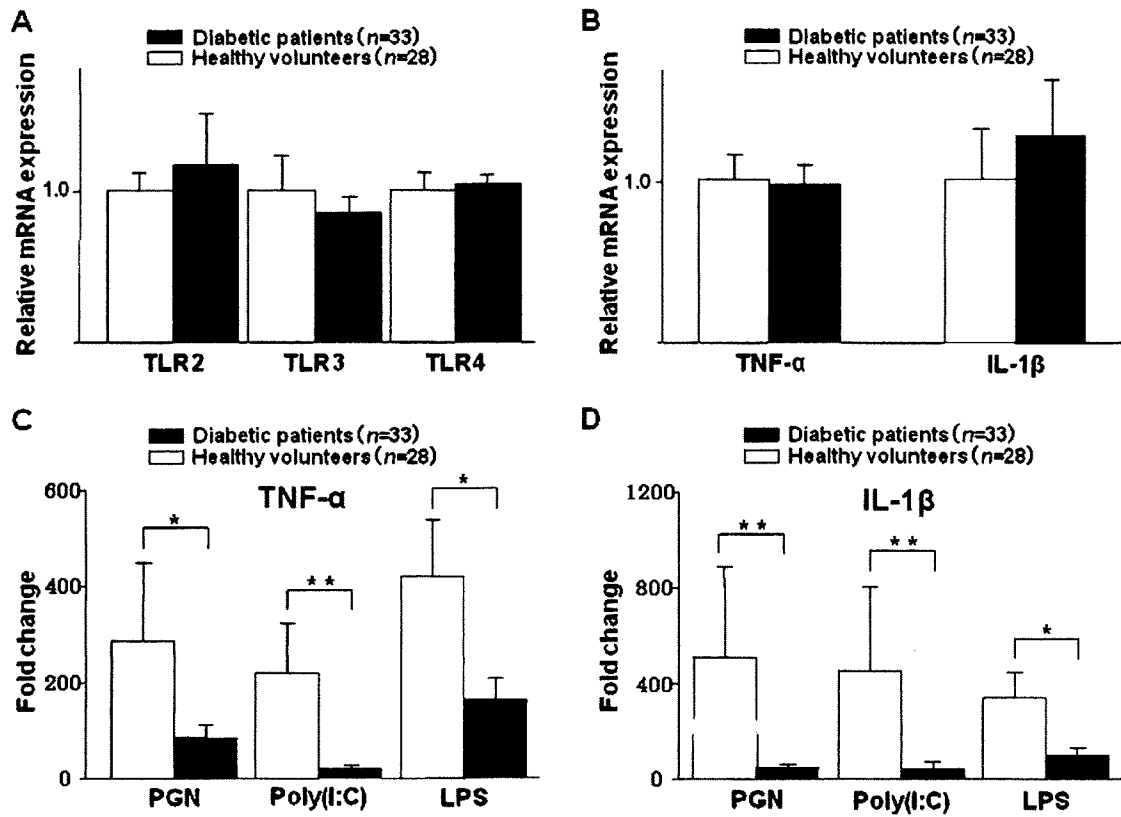 A
Diabetic patients (n=33)
Healthy volunteers (n=28)
Relative mRNA expression
1.0
TLR2 TLR3 TLR4
B
Diabetic patients (n=33)
Healthy volunteers (n=28)
Relative mRNA expression
1.0
TNF-α IL-1β
C
Diabetic patients (n=33)
Healthy volunteers (n=28)
TNF-α
Fold change
600
400
200
0
*
**
*
PGN Poly(I:C) LPS
D
Diabetic patients (n=33)
Healthy volunteers (n=28)
IL-1β
Fold change
1200
800
400
0
**
**
*
PGN Poly(I:C) LPS